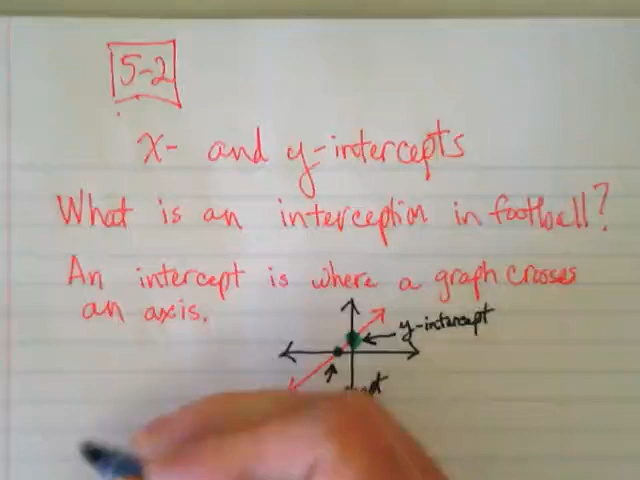 5-2
x- and y-intercepts
What is an interception in football?
An intercept is where a graph crosses
an axis.
y-intercept